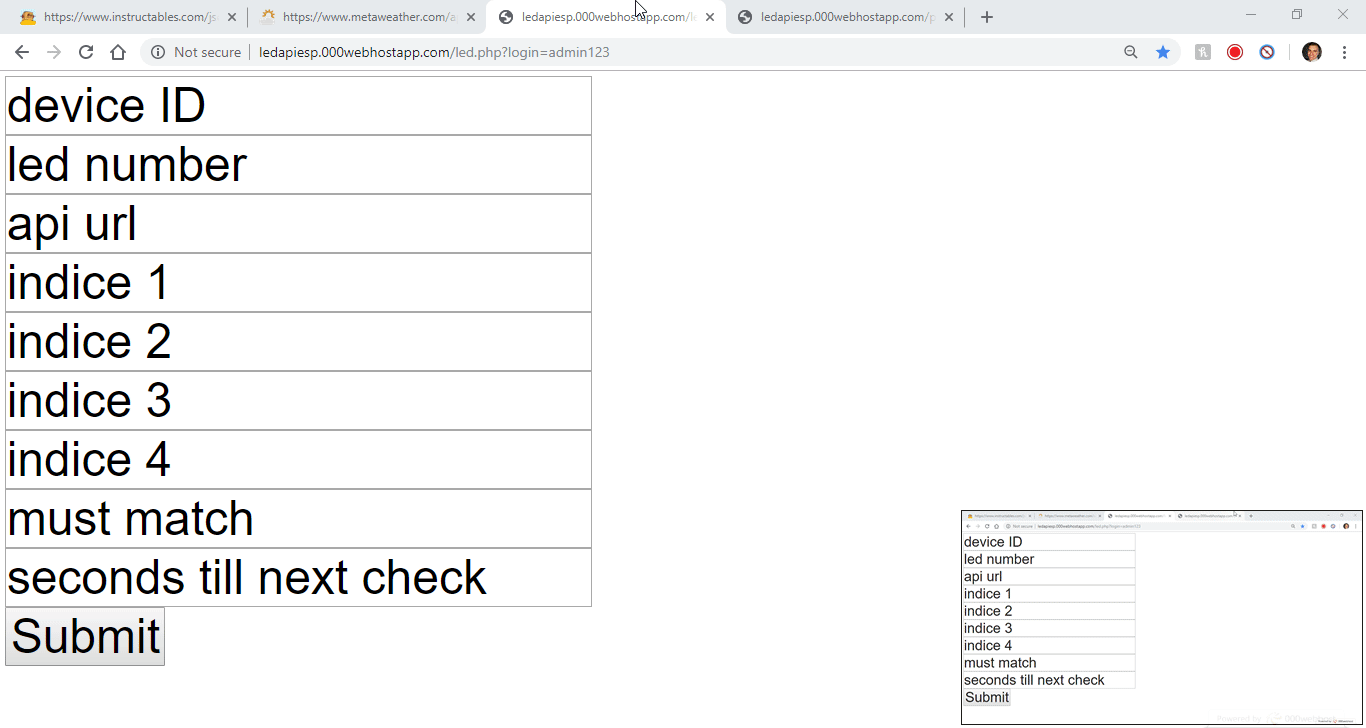 https://www.instructables.com/js
https://www.metaweather.com/a
ledapiesp.000webhostapp.com/le
ledapiesp.000webhostapp.com/p
Not secure
ledapiesp.000webhostapp.com/led.php?login=admin123
device ID
led number
api url
indice 1
indice 2
indice 3
indice 4
must match
seconds till next check
Submit
device ID
led number
api url
indice 1
indice 2
indice 3
indice 4
must match
seconds till next check
Submit